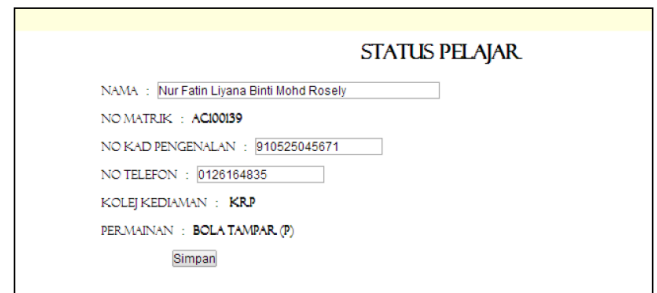 STATUS PELAJAR
NAMA : Nur Fatin Liyana Binti Mohd Rosely
NO MATRIK : AC100139
NO KAD PENGENALAN : 910525045671
NO TELEFON : 0126164835
KOLEJ KEDIAMAN : KRP
PERMAINAN : BOLA TAMPAR (P)
Simpan